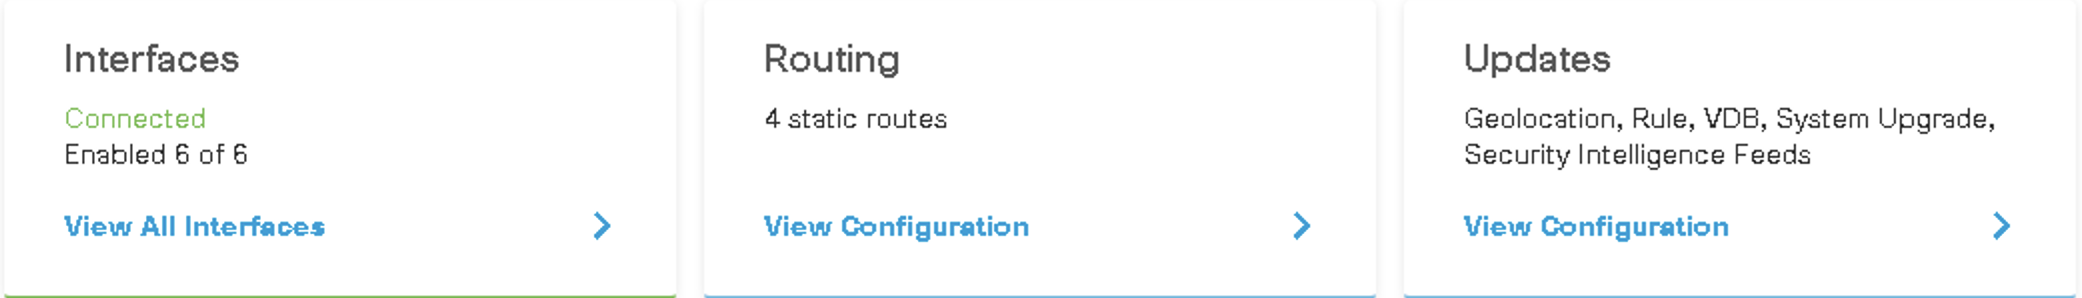 Interfaces
Connected
Enabled 6 of 6
View All Interfaces
Routing
4 static routes
View Configuration
Updates
Geolocation, Rule, VDB, System Upgrade,
Security Intelligence Feeds
View Configuration